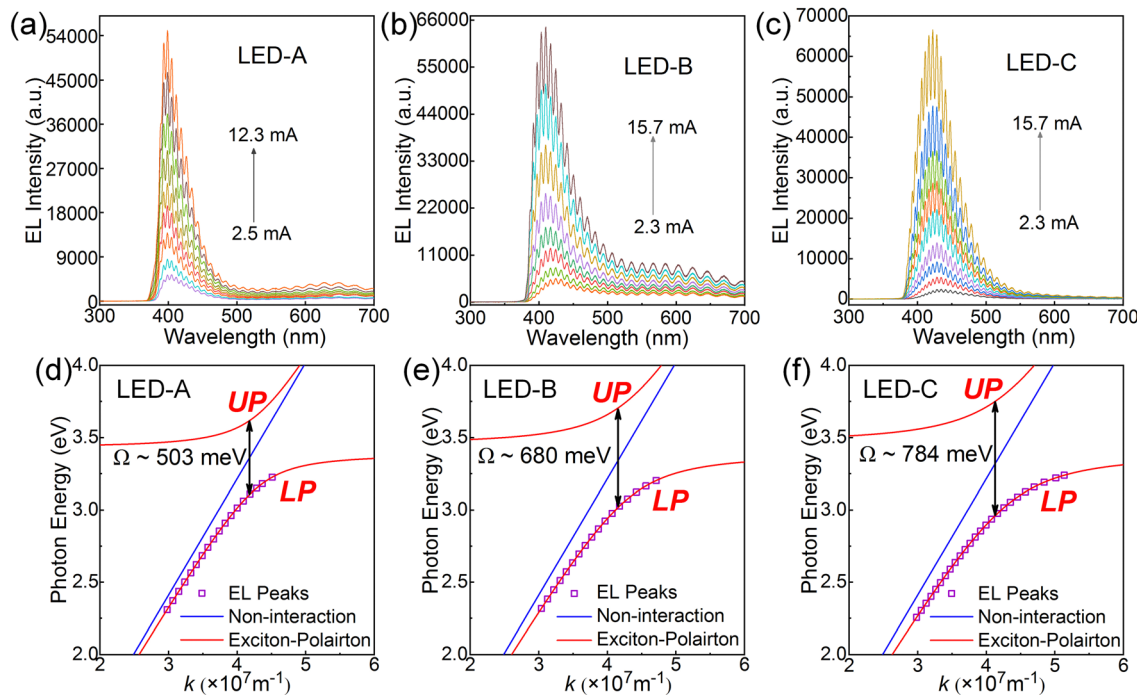 (a)
LED-A
12.3 mA
2.5 mA
54000
45000
36000
27000
18000
9000
0
EL Intensity (a.u.)
300 400 500 600 700
Wavelength (nm)
(b)
LED-B
15.7 mA
2.3 mA
66000
55000
44000
33000
22000
11000
0
EL Intensity (a.u.)
300 400 500 600 700
Wavelength (nm)
(c)
LED-C
15.7 mA
2.3 mA
70000
60000
50000
40000
30000
20000
10000
0
EL Intensity (a.u.)
300 400 500 600 700
Wavelength (nm)
(d)
LED-A
UP
Ω ~ 503 meV
LP
EL Peaks
Non-interaction
Exciton-Polairton
4.0
3.5
3.0
2.5
2.0
Photon Energy (eV)
2 3 4 5 6
k (×10⁷m⁻¹)
(e)
LED-B
UP
Ω ~ 680 meV
LP
EL Peaks
Non-interaction
Exciton-Polairton
4.0
3.5
3.0
2.5
2.0
Photon Energy (eV)
2 3 4 5 6
k (×10⁷m⁻¹)
(f)
LED-C
UP
Ω ~ 784 meV
LP
EL Peaks
Non-interaction
Exciton-Polairton
4.0
3.5
3.0
2.5
2.0
Photon Energy (eV)
2 3 4 5 6
k (×10⁷m⁻¹)